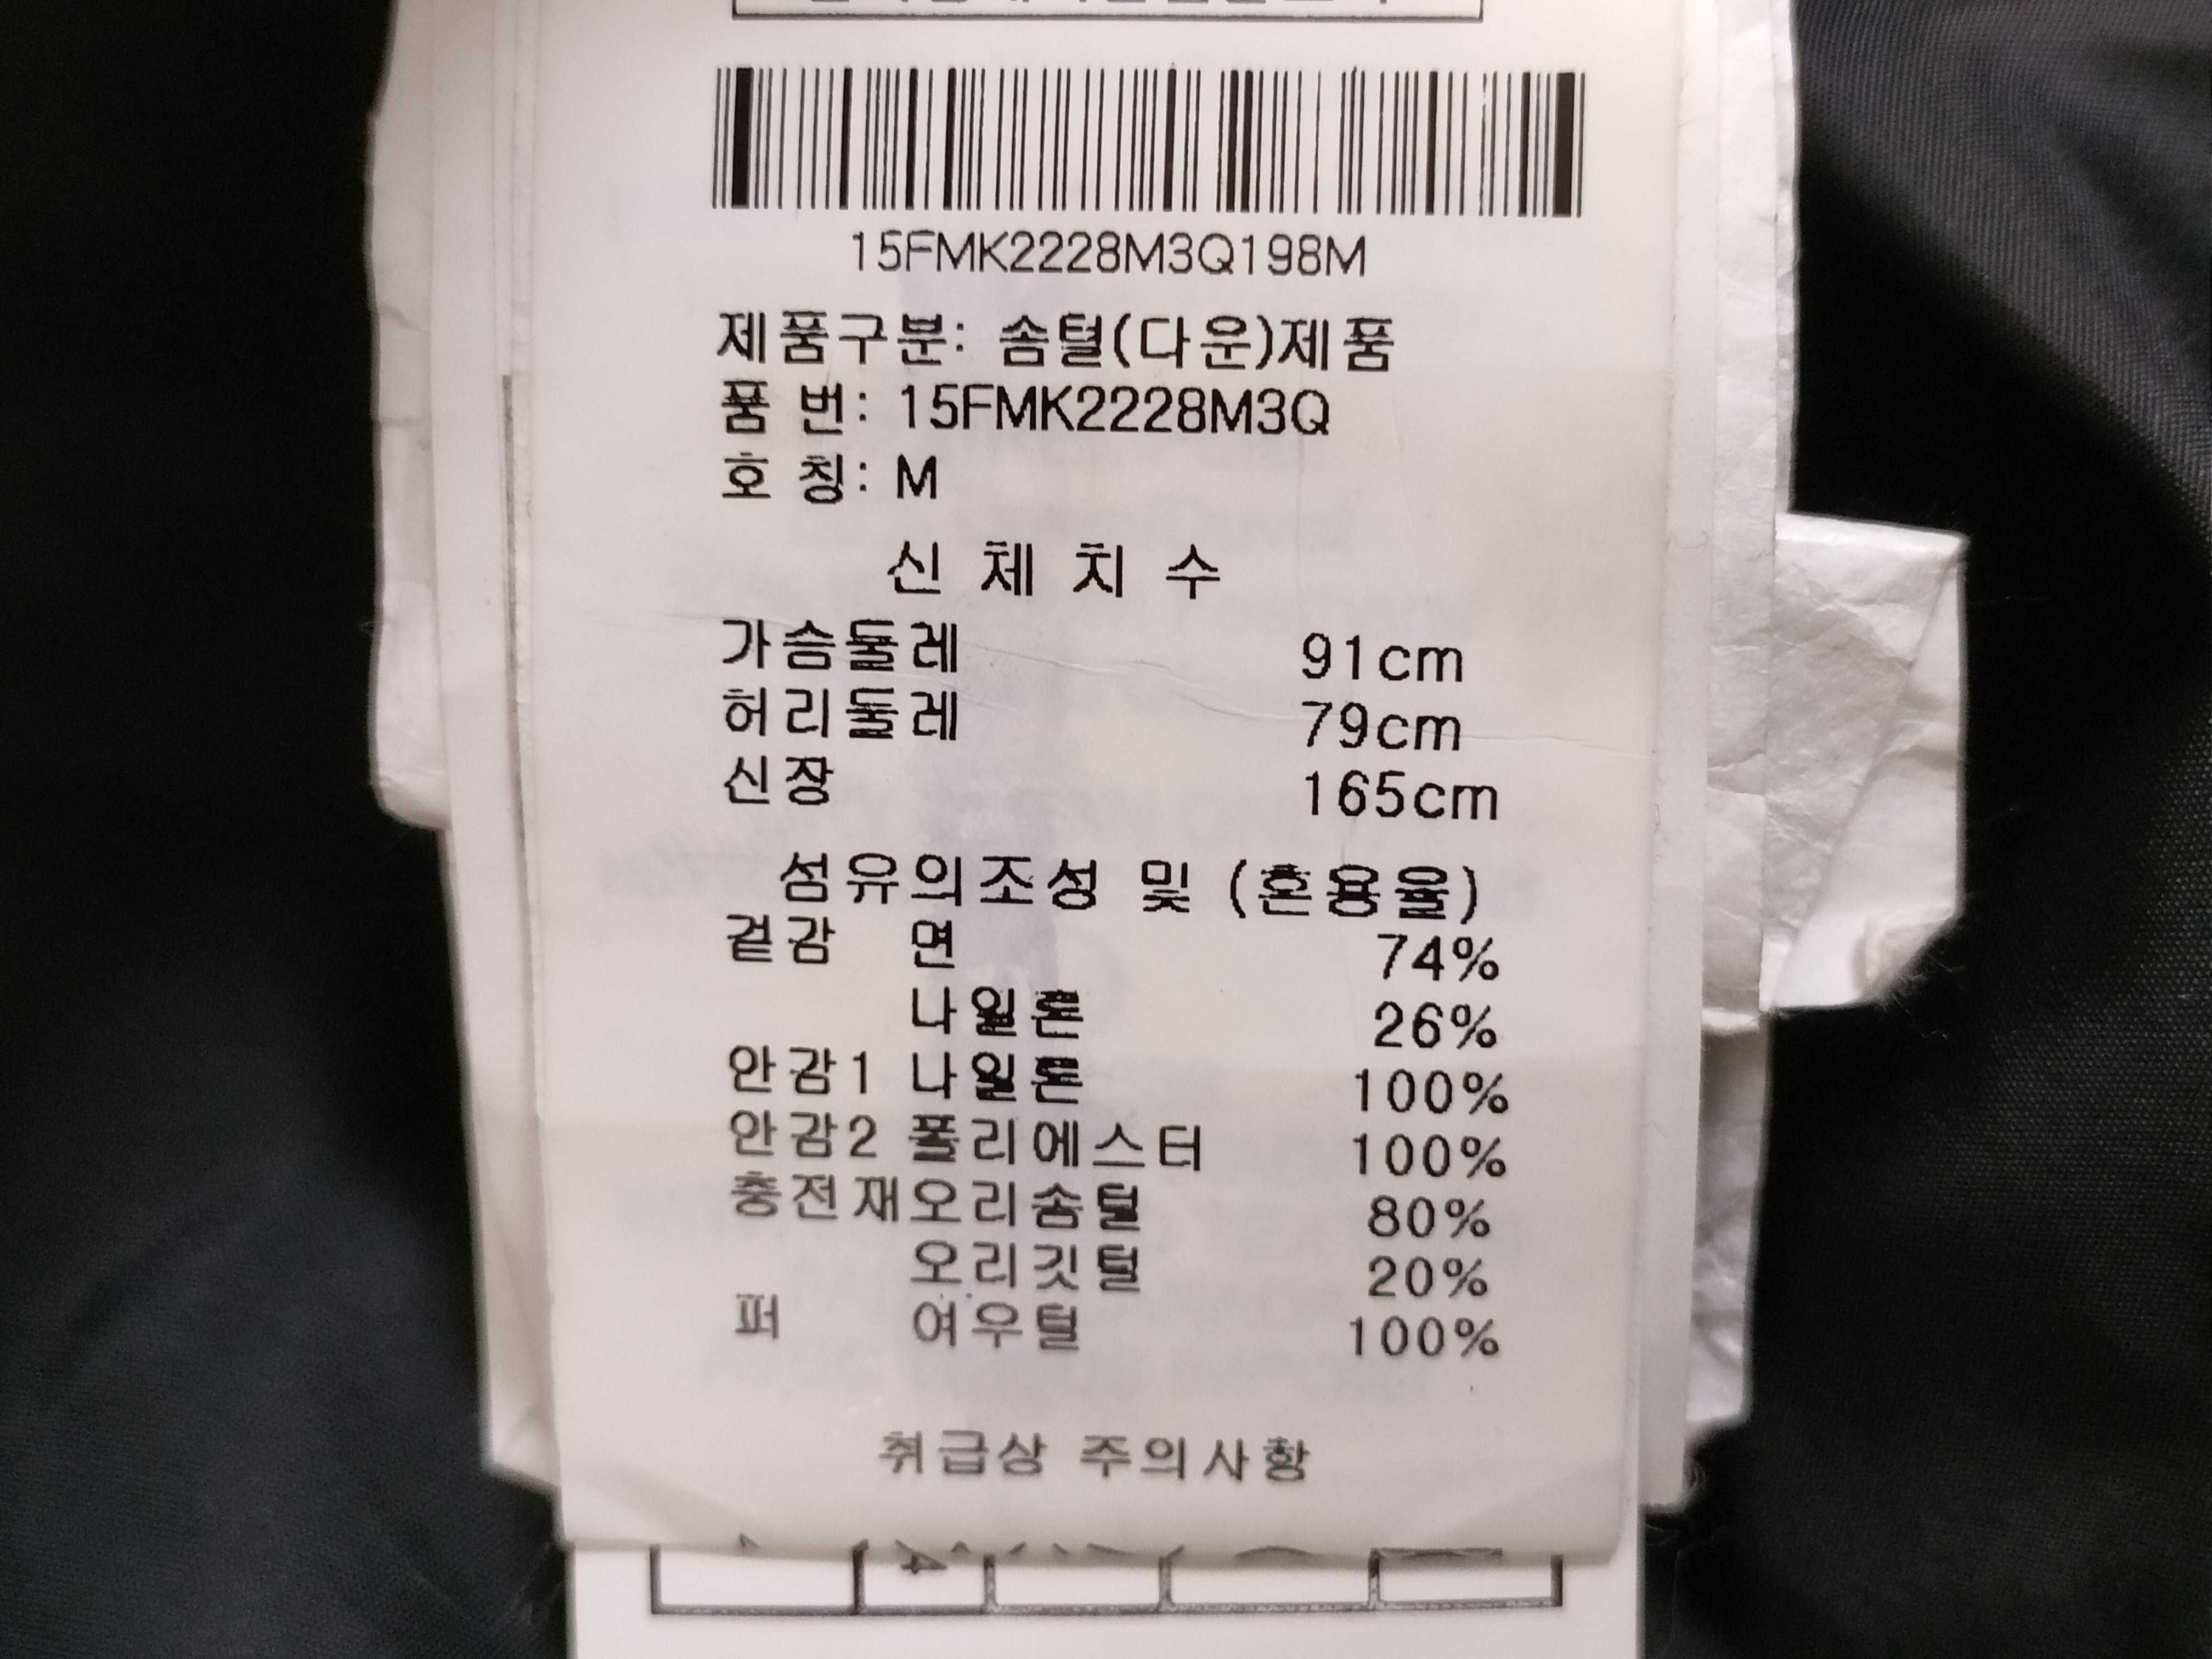 15FMK2228M3Q198M
제품구분: 솜털(다운)제품
품 번: 15FMK2228M3Q
호 칭: M
신 체 치 수
가슴둘레 91cm
허리둘레 79cm
신장 165cm
섬유의조성 및 (혼용율)
겉감 면 74%
나일론 26%
안감1 나일론 100%
안감2 폴리에스터 100%
충전재오리솜털 80%
오리깃털 20%
퍼 여우털 100%
취급상 주의사항